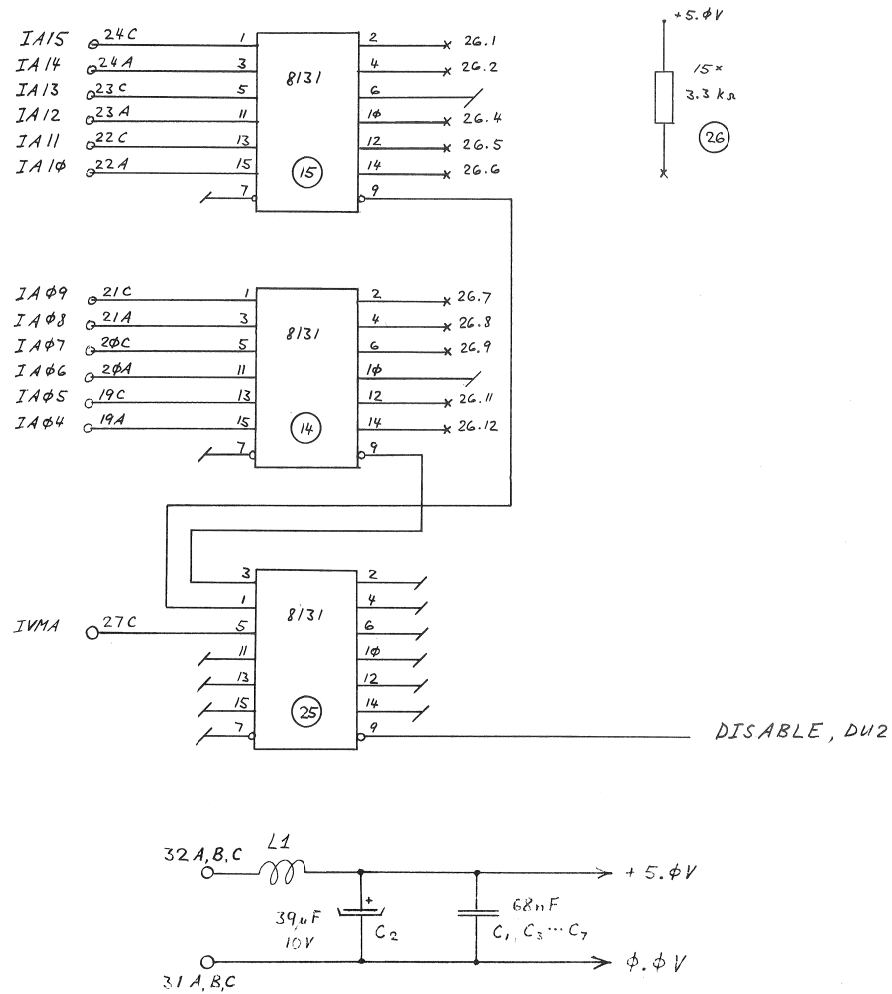 IA15 24C 1 2 26.1
IA14 24A 3 4 26.2
IA13 23C 5 6
IA12 23A 11 1φ 26.4
IA11 22C 13 12 26.5
IA1φ 22A 15 14 26.6
7 9
8131
15
+5.φV
15×
3.3 kΩ
26
IAφ9 21C 1 2 26.7
IAφ8 21A 3 4 26.8
IAφ7 2φC 5 6 26.9
IAφ6 2φA 11 1φ
IAφ5 19C 13 12 26.11
IAφ4 19A 15 14 26.12
7 9
8131
14
3 2
1 4
IVMA 27C 5 6
11 1φ
13 12
15 14
7 9
8131
25
DISABLE, DU2
L1
32A,B,C
+5.φV
+
39µF
10V
C2
68nF
C1, C3...C7
φ.φV
31A,B,C